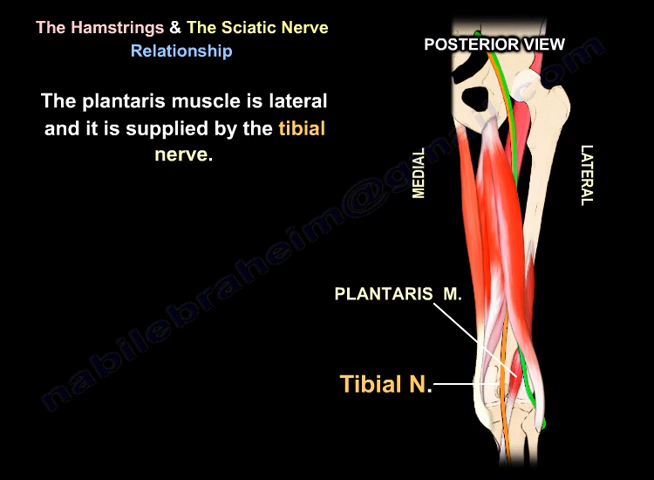 The Hamstrings & The Sciatic Nerve
Relationship
The plantaris muscle is lateral
and it is supplied by the tibial
nerve.
POSTERIOR VIEW
MEDIAL
LATERAL
PLANTARIS M.
Tibial N.
nabilebraheim@gmail.com